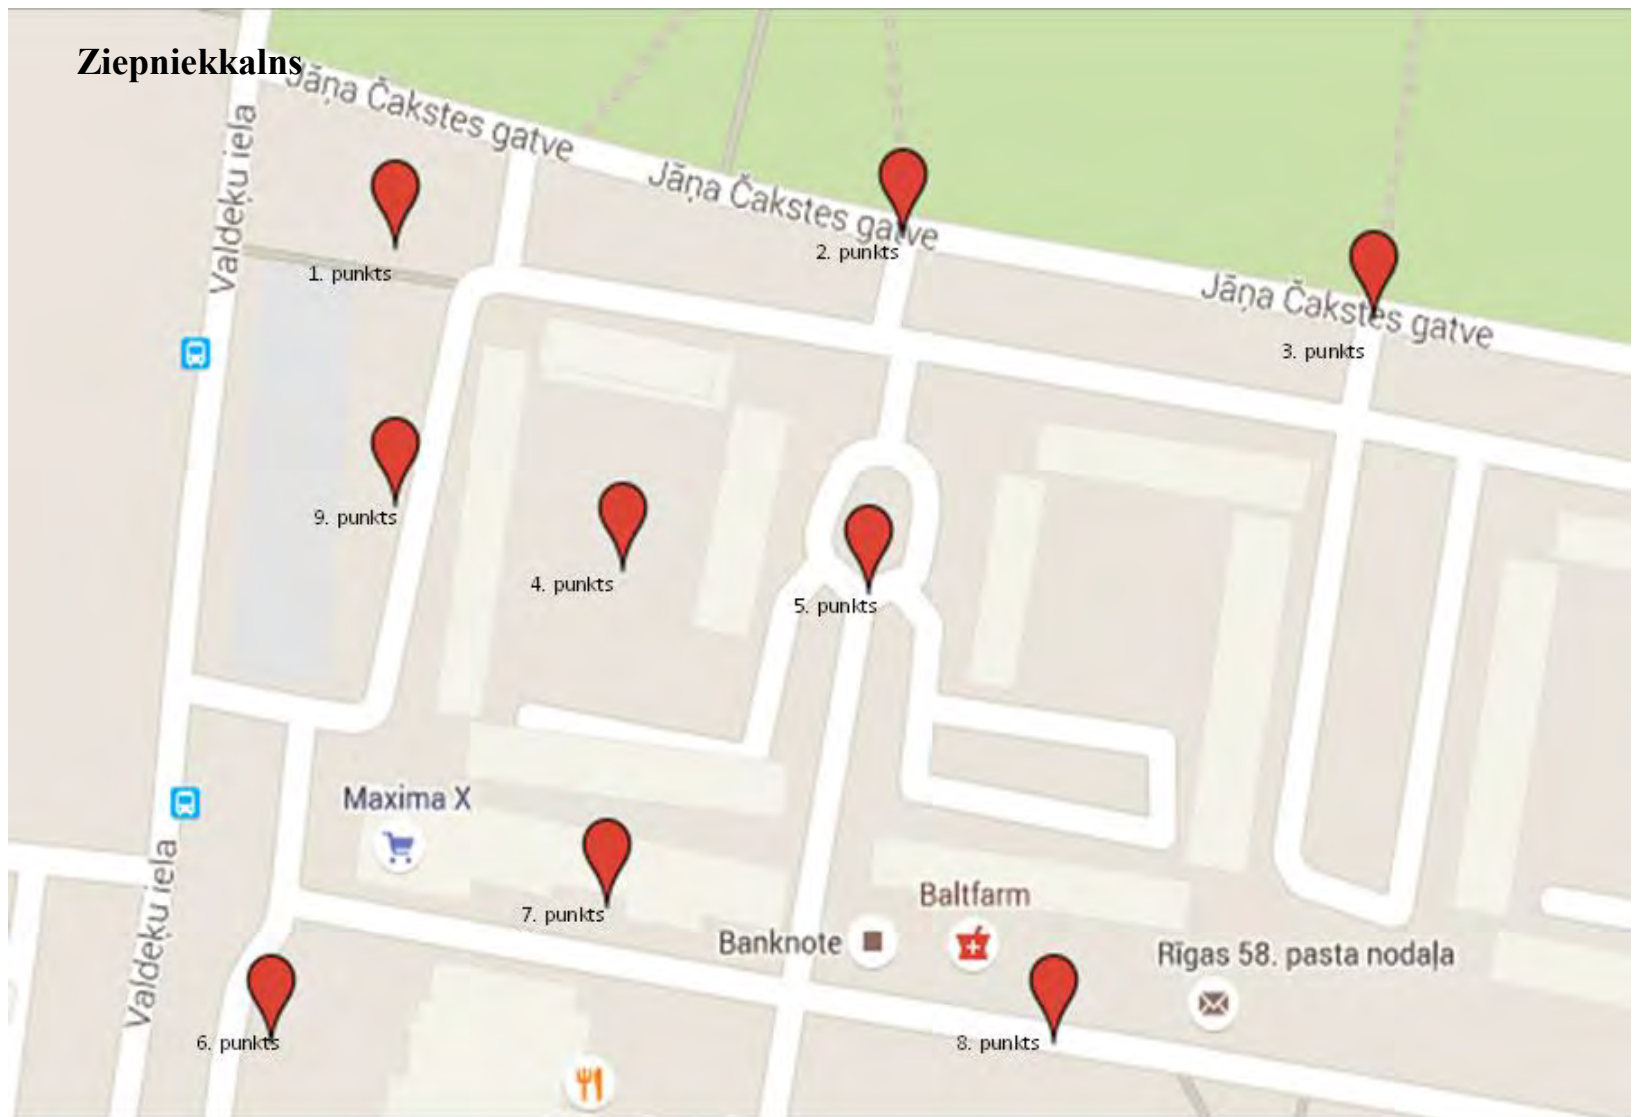 Ziepniekkalns
Jāņa Čakstes gatve
Valdeķu iela
Jāņa Čakstes gatve
1. punkts
2. punkts
Jāņa Čakstes gatve
3. punkts
9. punkts
4. punkts
5. punkts
Maxima X
Valdeķu iela
7. punkts
Baltfarm
Banknote
Rīgas 58. pasta nodaļa
6. punkts
8. punkts